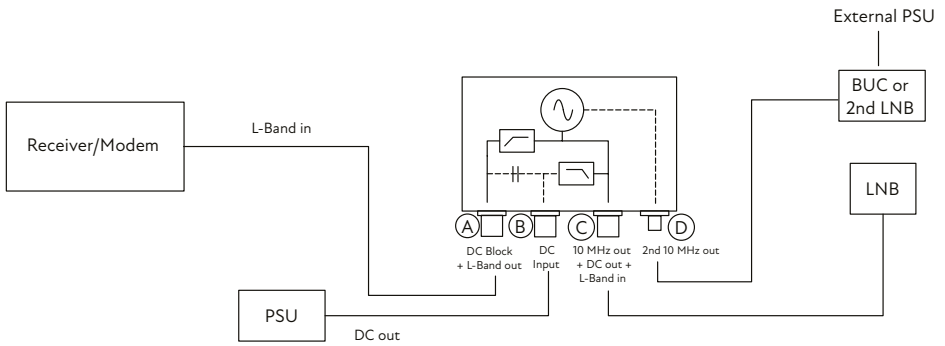 External PSU
BUC or
2nd LNB
Receiver/Modem
L-Band in
LNB
A
B
C
D
DC Block
+ L-Band out
DC
Input
10 MHz out
+ DC out +
L-Band in
2nd 10 MHz out
PSU
DC out